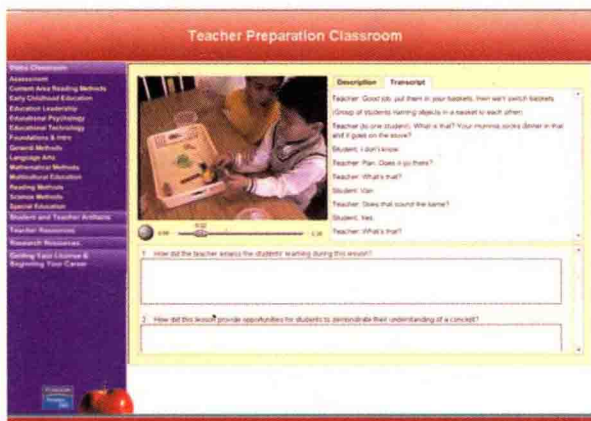 Teacher Preparation Classroom
Video Classroom
Assessment
Content Area Reading Methods
Early Childhood Education
Education Leadership
Educational Psychology
Educational Technology
Foundations & Intro
General Methods
Language Arts
Mathematical Methods
Multicultural Education
Reading Methods
Science Methods
Special Education
Student and Teacher Artifacts
Teacher Resources
Research Resources
Getting Your License &
Beginning Your Career
Description Transcript
Teacher: Good job, put them in your baskets, then we'll switch baskets.
(Group of students naming objects in a basket to each other)
Teacher (to one student): What is that? Your momma cooks dinner in that
and it goes on the stove?
Student: I don't know.
Teacher: Pan. Does it go there?
Teacher: What's that?
Student: Van.
Teacher: Does that sound the same?
Student: Yes.
Teacher: What's that?
1. How did the teacher assess the students' learning during this lesson?
2. How did this lesson provide opportunities for students to demonstrate their understanding of a concept?